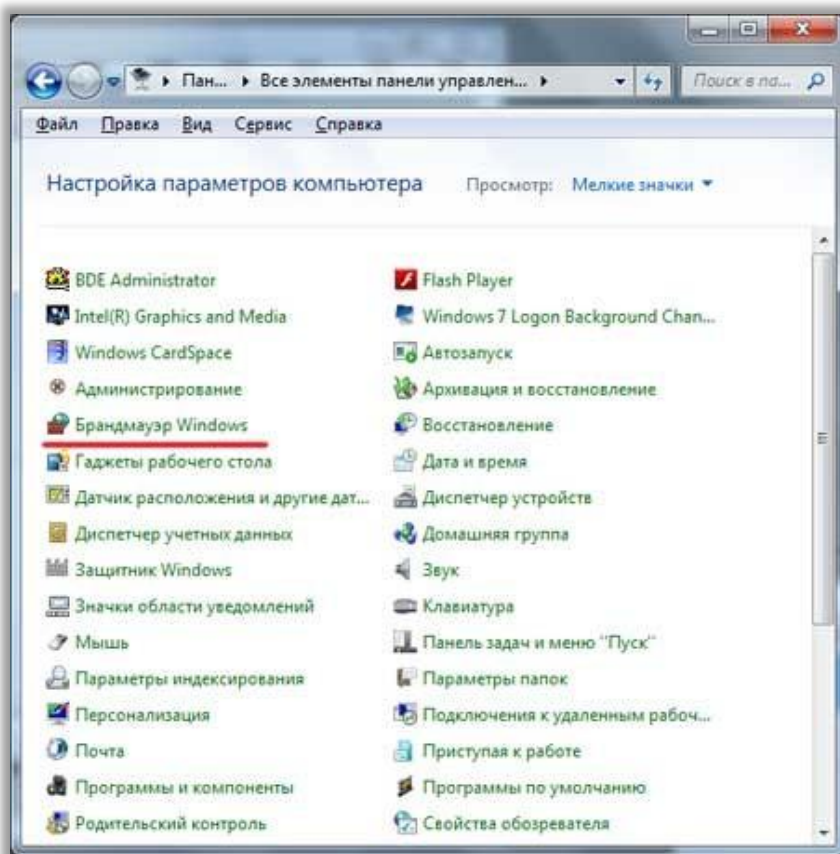 Пан... Все элементы панели управлен... Поиск в па...
Файл Правка Вид Сервис Справка
Настройка параметров компьютера Просмотр: Мелкие значки
BDE Administrator Flash Player
Intel(R) Graphics and Media Windows 7 Logon Background Chan...
Windows CardSpace Автозапуск
Администрирование Архивация и восстановление
Брандмауэр Windows Восстановление
Гаджеты рабочего стола Дата и время
Датчик расположения и другие дат... Диспетчер устройств
Диспетчер учетных данных Домашняя группа
Защитник Windows Звук
Значки области уведомлений Клавиатура
Мышь Панель задач и меню "Пуск"
Параметры индексирования Параметры папок
Персонализация Подключения к удаленным рабоч...
Почта Приступая к работе
Программы и компоненты Программы по умолчанию
Родительский контроль Свойства обозревателя